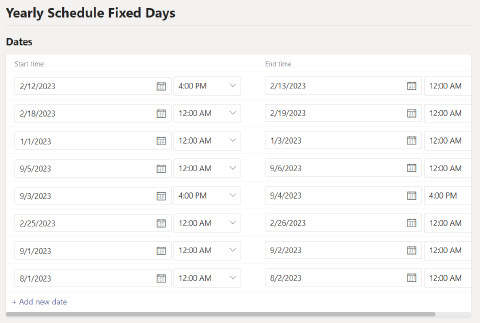 Yearly Schedule Fixed Days
Dates
Start time End time
2/12/2023 4:00 PM 2/13/2023 12:00 AM
2/18/2023 12:00 AM 2/19/2023 12:00 AM
1/1/2023 12:00 AM 1/3/2023 12:00 AM
9/5/2023 12:00 AM 9/6/2023 12:00 AM
9/3/2023 4:00 PM 9/4/2023 4:00 PM
2/25/2023 12:00 AM 2/26/2023 12:00 AM
9/1/2023 12:00 AM 9/2/2023 12:00 AM
8/1/2023 12:00 AM 8/2/2023 12:00 AM
+ Add new date